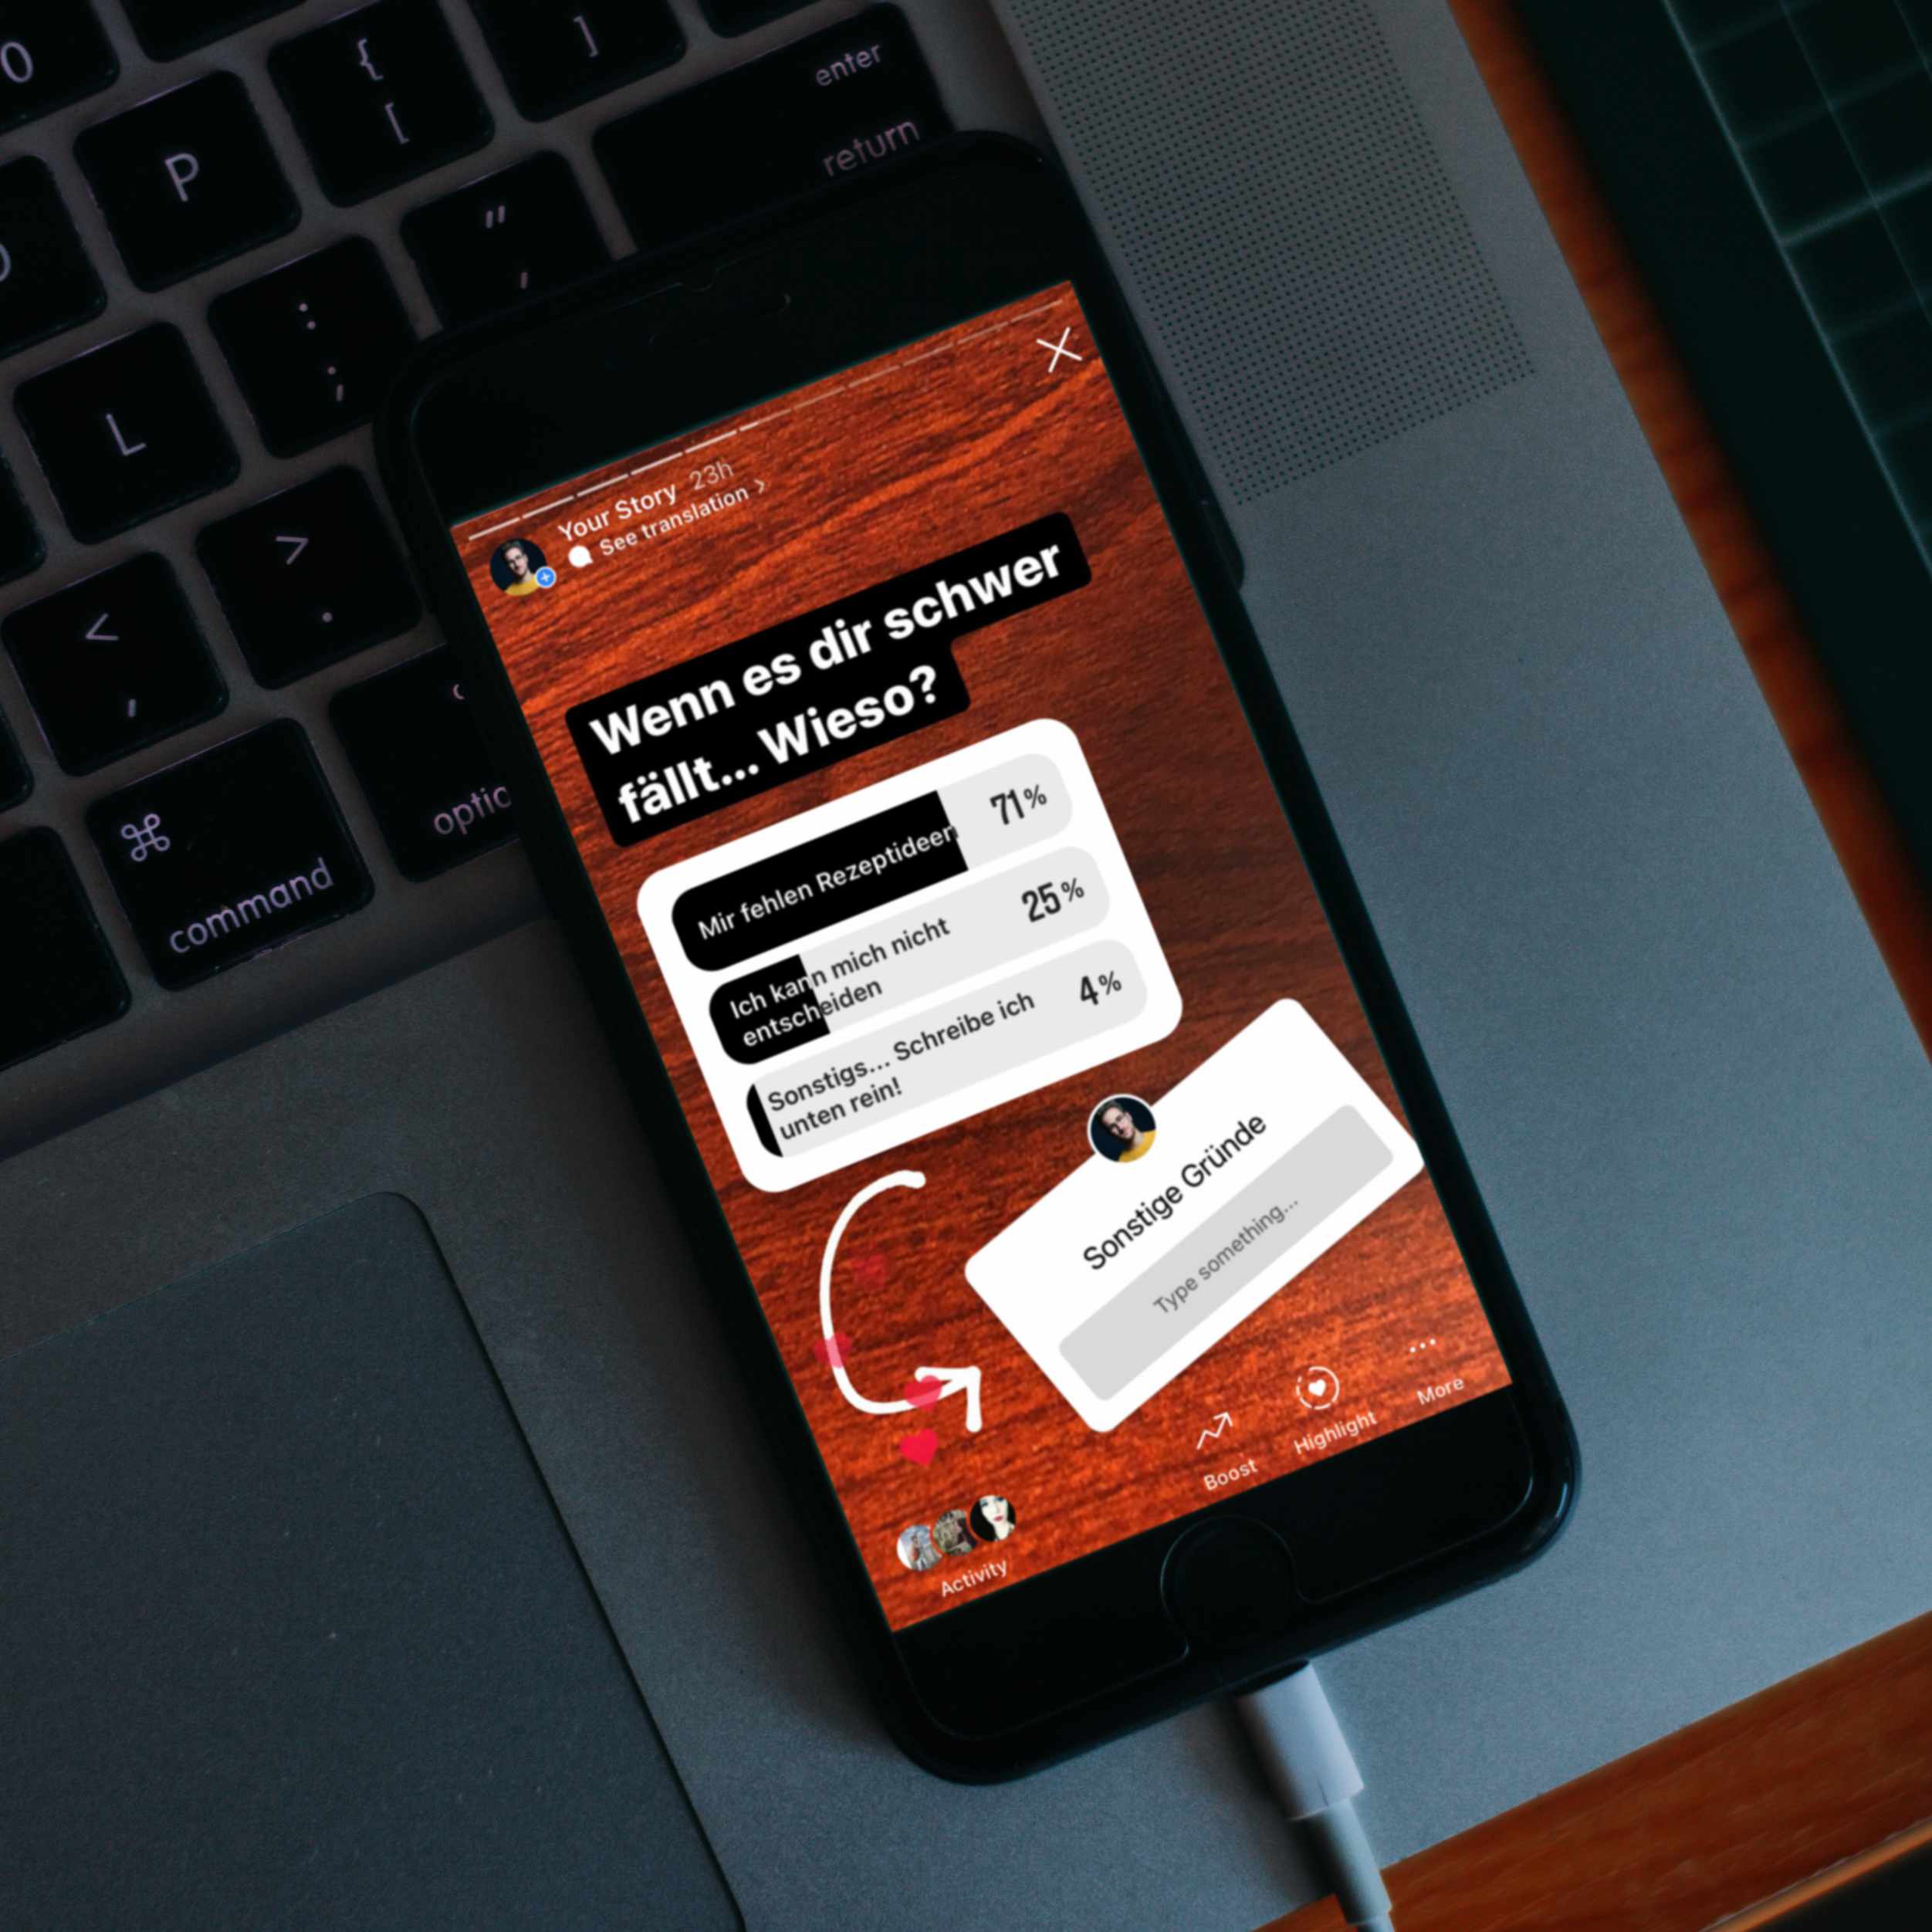 {
]
enter
P
[
return
"
,
:
;
L
>
.
<
,
optio
⌘
command
Your Story 23h
See translation >
Wenn es dir schwer
fällt... Wieso?
Mir fehlen Rezeptideen 71%
Ich kann mich nicht
entscheiden 25%
Sonstigs... Schreibe ich
unten rein! 4%
Sonstige Gründe
Type something...
Activity
Boost
Highlight
More